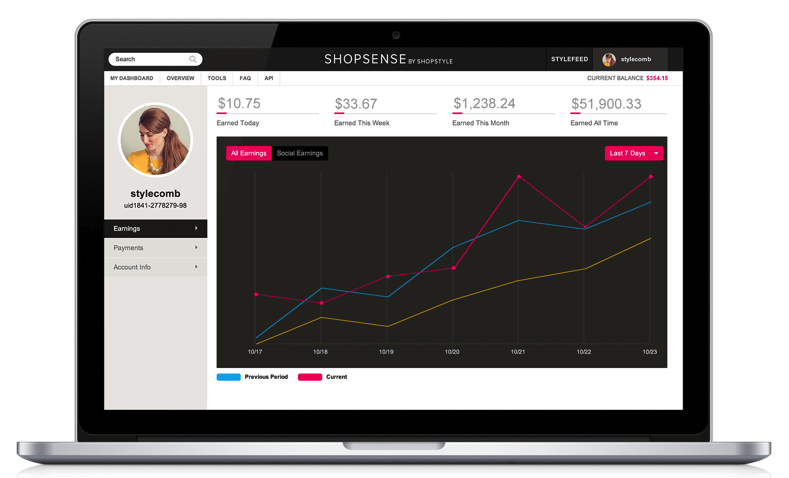 Search
SHOPSENSE BY SHOPSTYLE
STYLEFEED
stylecomb
MY DASHBOARD
OVERVIEW
TOOLS
FAQ
API
CURRENT BALANCE $354.15
$10.75
$33.67
$1,238.24
$51,900.33
Earned Today
Earned This Week
Earned This Month
Earned All Time
All Earnings
Social Earnings
Last 7 Days
stylecomb
uid1841-2778279-98
Earnings
Payments
Account Info
10/17
10/18
10/19
10/20
10/21
10/22
10/23
Previous Period
Current